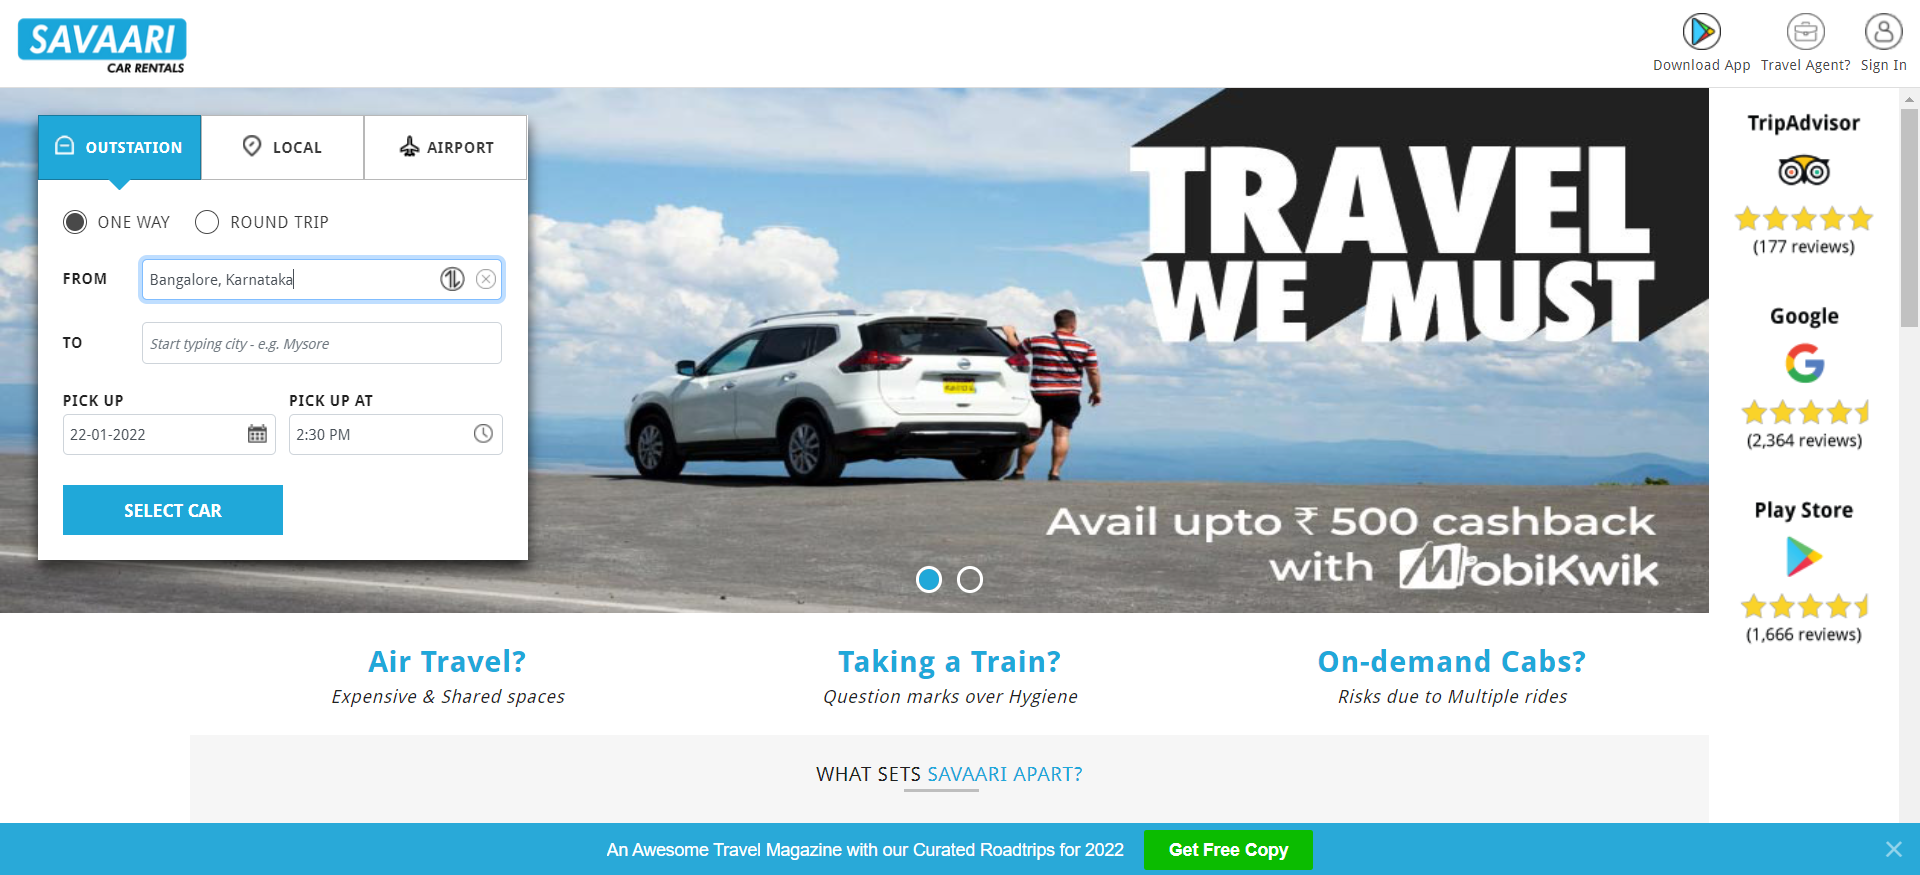 SAVAARI
CAR RENTALS
Download App
Travel Agent?
Sign In
OUTSTATION
LOCAL
AIRPORT
ONE WAY
ROUND TRIP
FROM
Bangalore, Karnataka
TO
Start typing city - e.g. Mysore
PICK UP
PICK UP AT
22-01-2022
2:30 PM
SELECT CAR
TRAVEL
WE MUST
Avail upto ₹ 500 cashback
with MobiKwik
TripAdvisor
(177 reviews)
Google
(2,364 reviews)
Play Store
(1,666 reviews)
Air Travel?
Expensive & Shared spaces
Taking a Train?
Question marks over Hygiene
On-demand Cabs?
Risks due to Multiple rides
WHAT SETS SAVAARI APART?
An Awesome Travel Magazine with our Curated Roadtrips for 2022
Get Free Copy